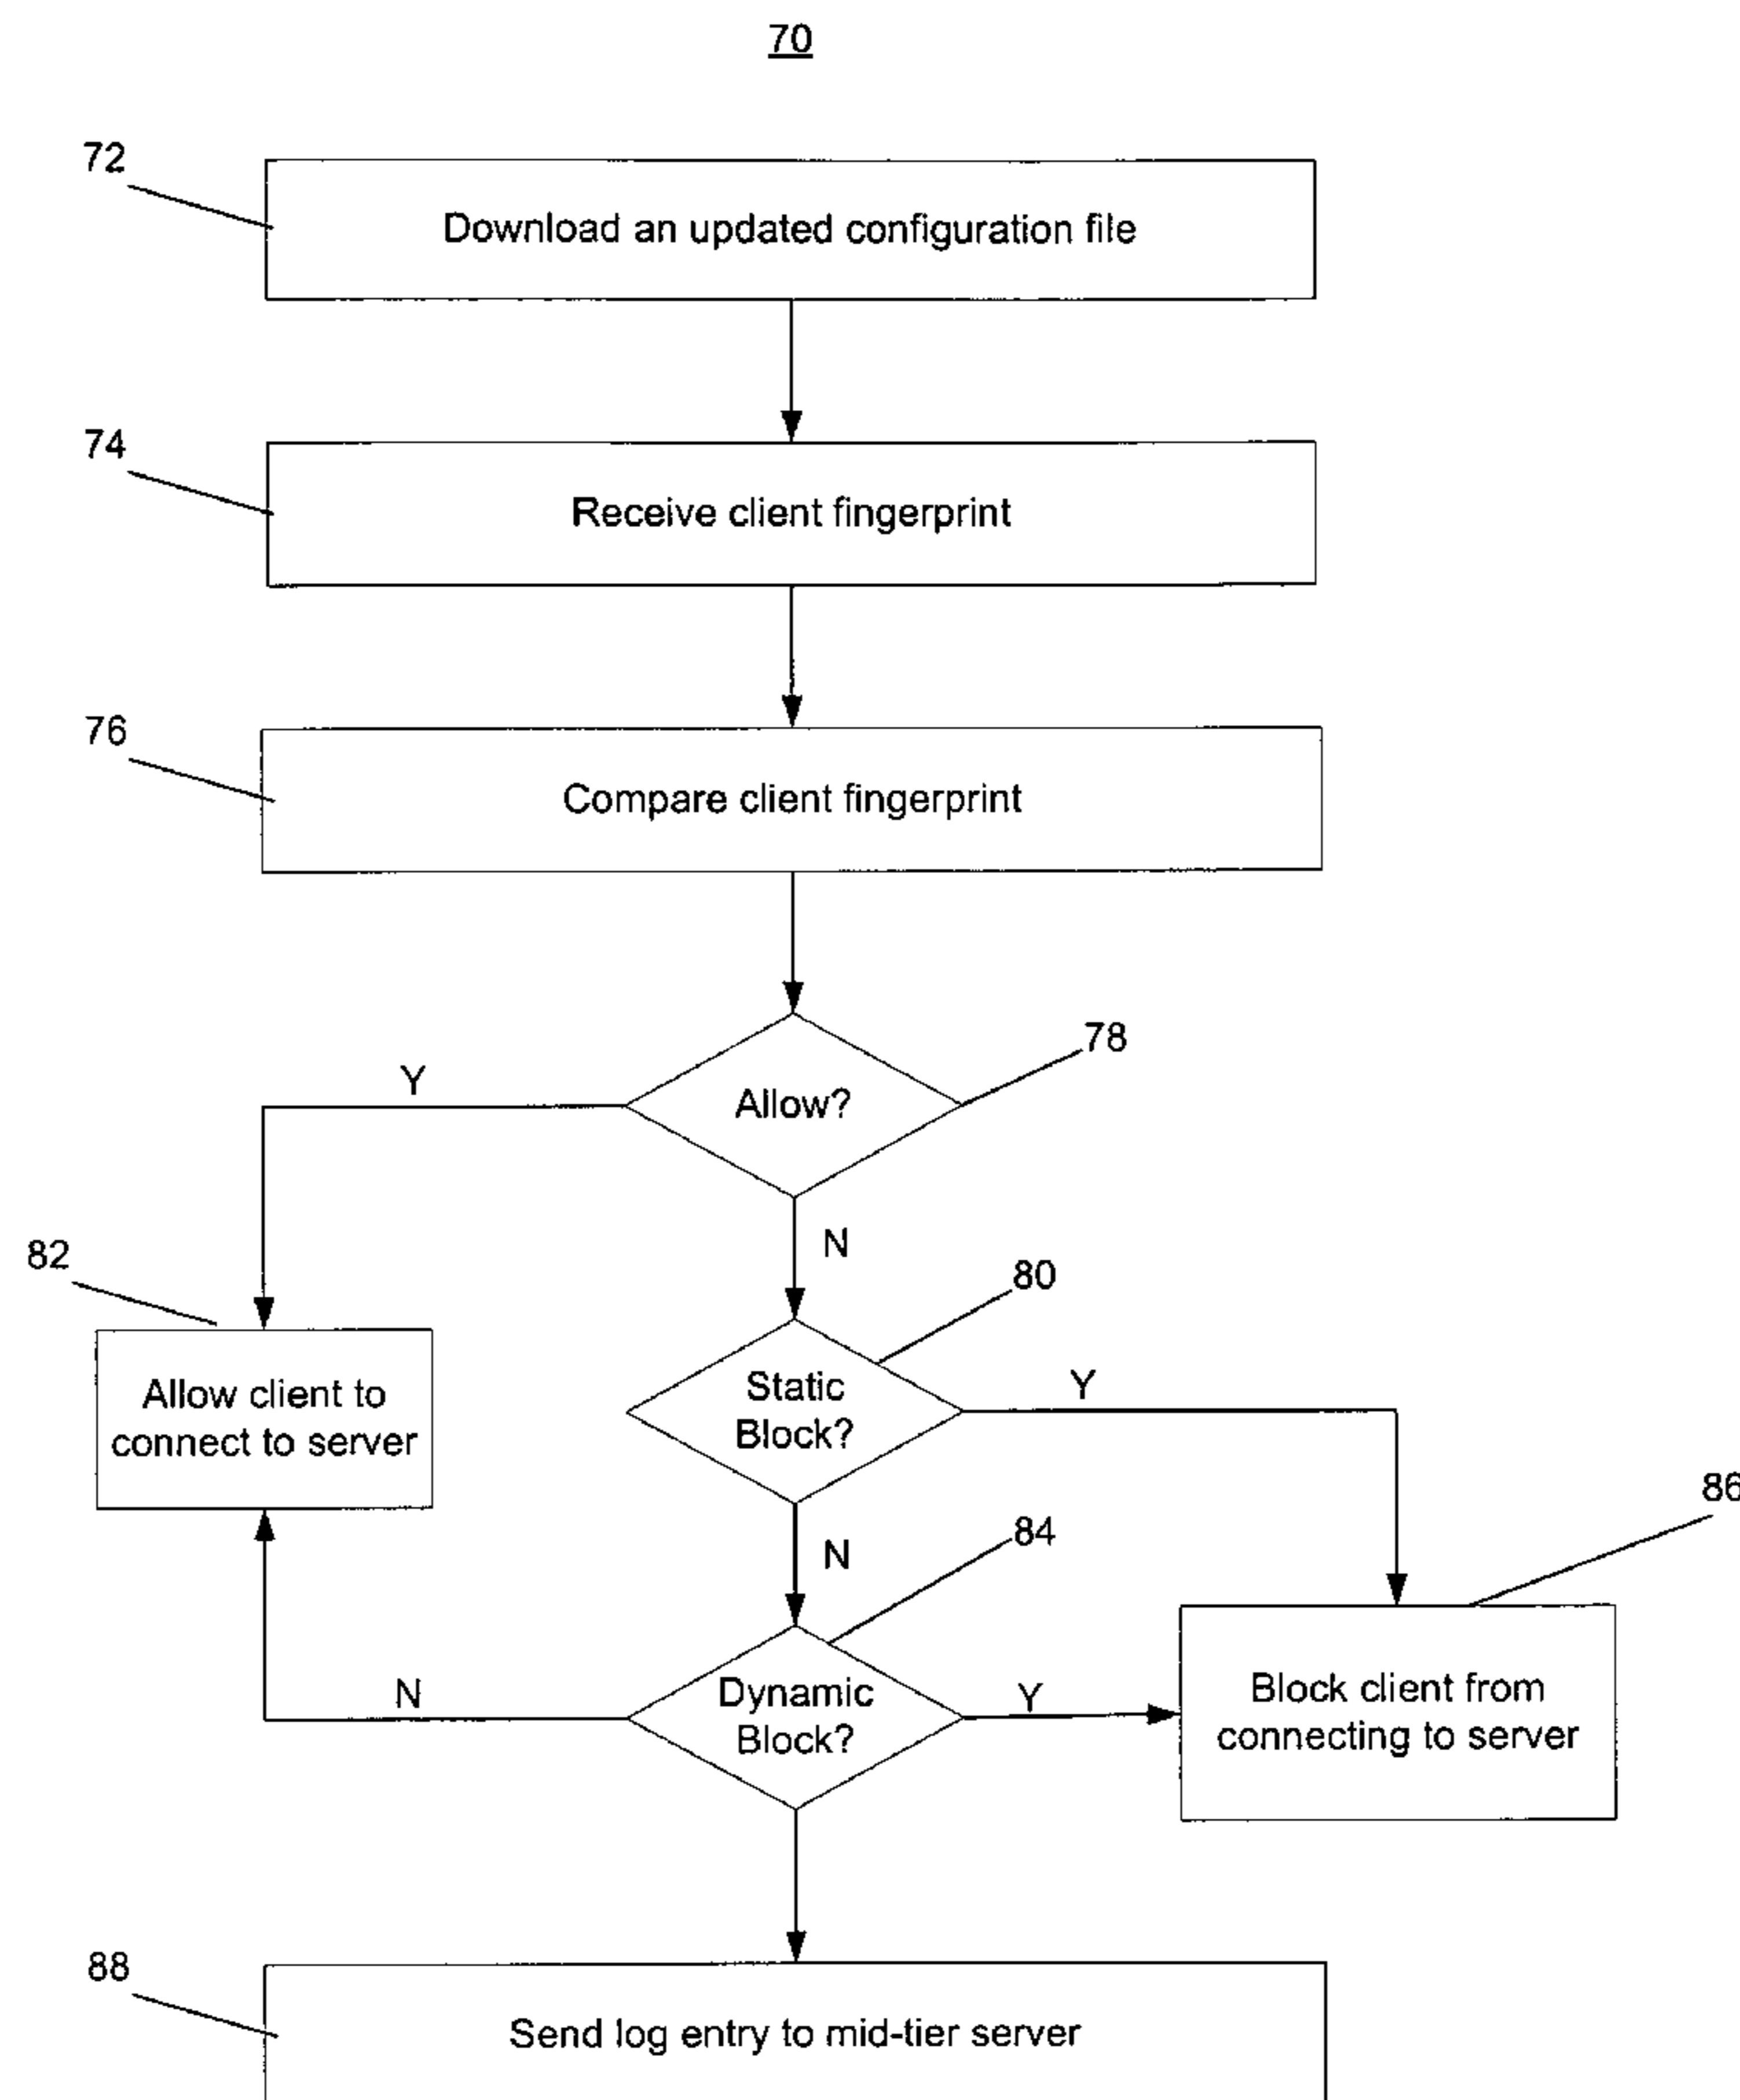 70
72
Download an updated configuration file
74
Receive client fingerprint
76
Compare client fingerprint
78
Allow?
Y
N
82
80
Allow client to
connect to server
Static
Block?
Y
86
N
84
Dynamic
Block?
N
Y
Block client from
connecting to server
88
Send log entry to mid-tier server